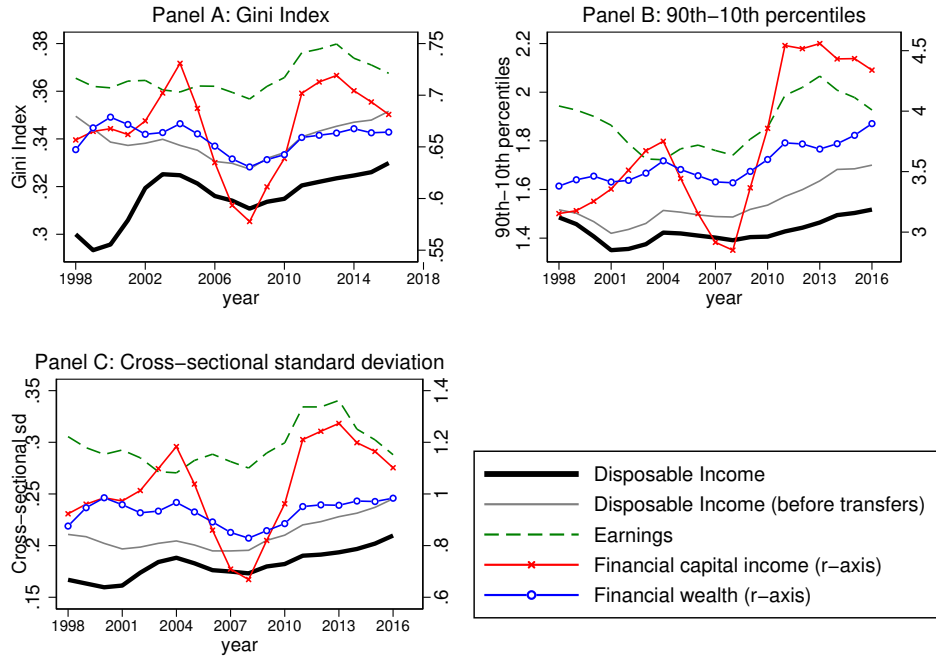 Panel A: Gini Index
Gini Index
.3 .32 .34 .36 .38
.55 .6 .65 .7 .75
1998 2002 2006 2010 2014 2018
year
Panel B: 90th−10th percentiles
90th−10th percentiles
1.4 1.6 1.8 2 2.2
3 3.5 4 4.5
1998 2001 2004 2007 2010 2013 2016
year
Panel C: Cross−sectional standard deviation
Cross−sectional sd
.15 .2 .25 .3 .35
.6 .8 1 1.2 1.4
1998 2001 2004 2007 2010 2013 2016
year
Disposable Income
Disposable Income (before transfers)
Earnings
Financial capital income (r−axis)
Financial wealth (r−axis)